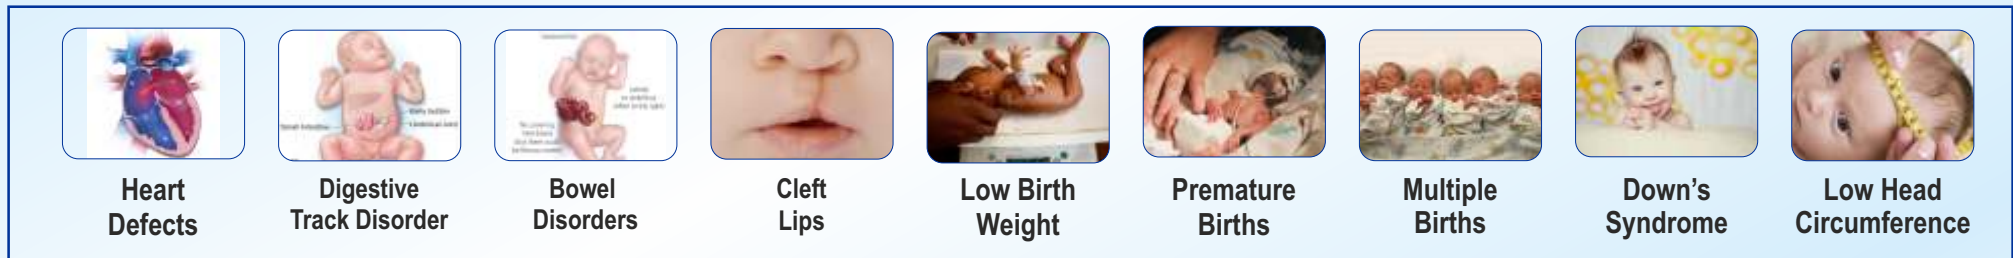 Heart
Defects
Digestive
Track Disorder
Bowel
Disorders
Cleft
Lips
Low Birth
Weight
Premature
Births
Multiple
Births
Down’s
Syndrome
Low Head
Circumference